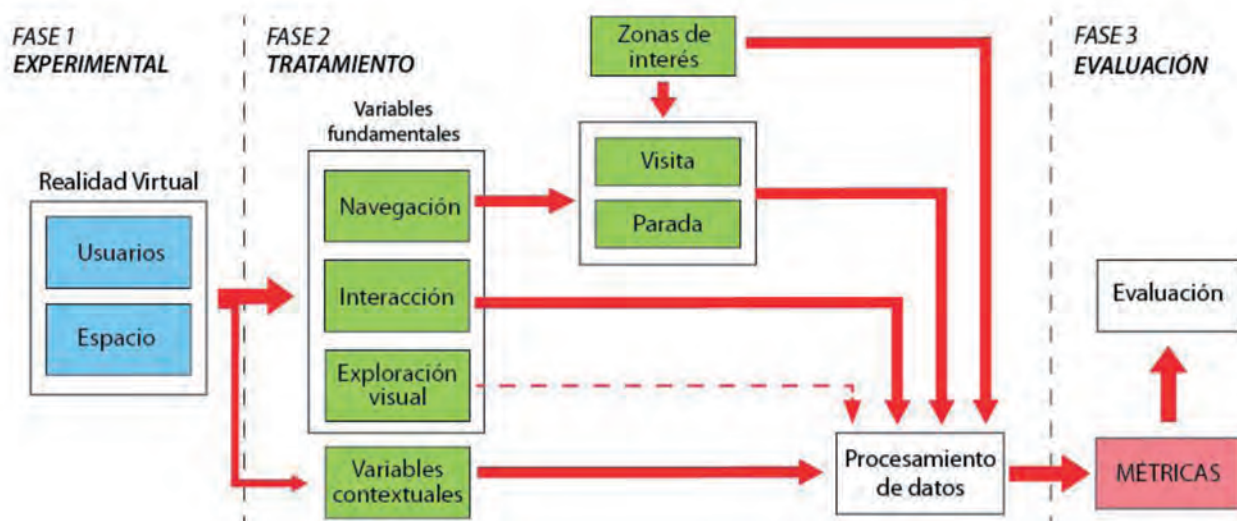 FASE 1
EXPERIMENTAL
Realidad Virtual
Usuarios
Espacio
FASE 2
TRATAMIENTO
Variables
fundamentales
Navegación
Interacción
Exploración
visual
Variables
contextuales
Zonas de
interés
Visita
Parada
Procesamiento
de datos
FASE 3
EVALUACIÓN
Evaluación
MÉTRICAS